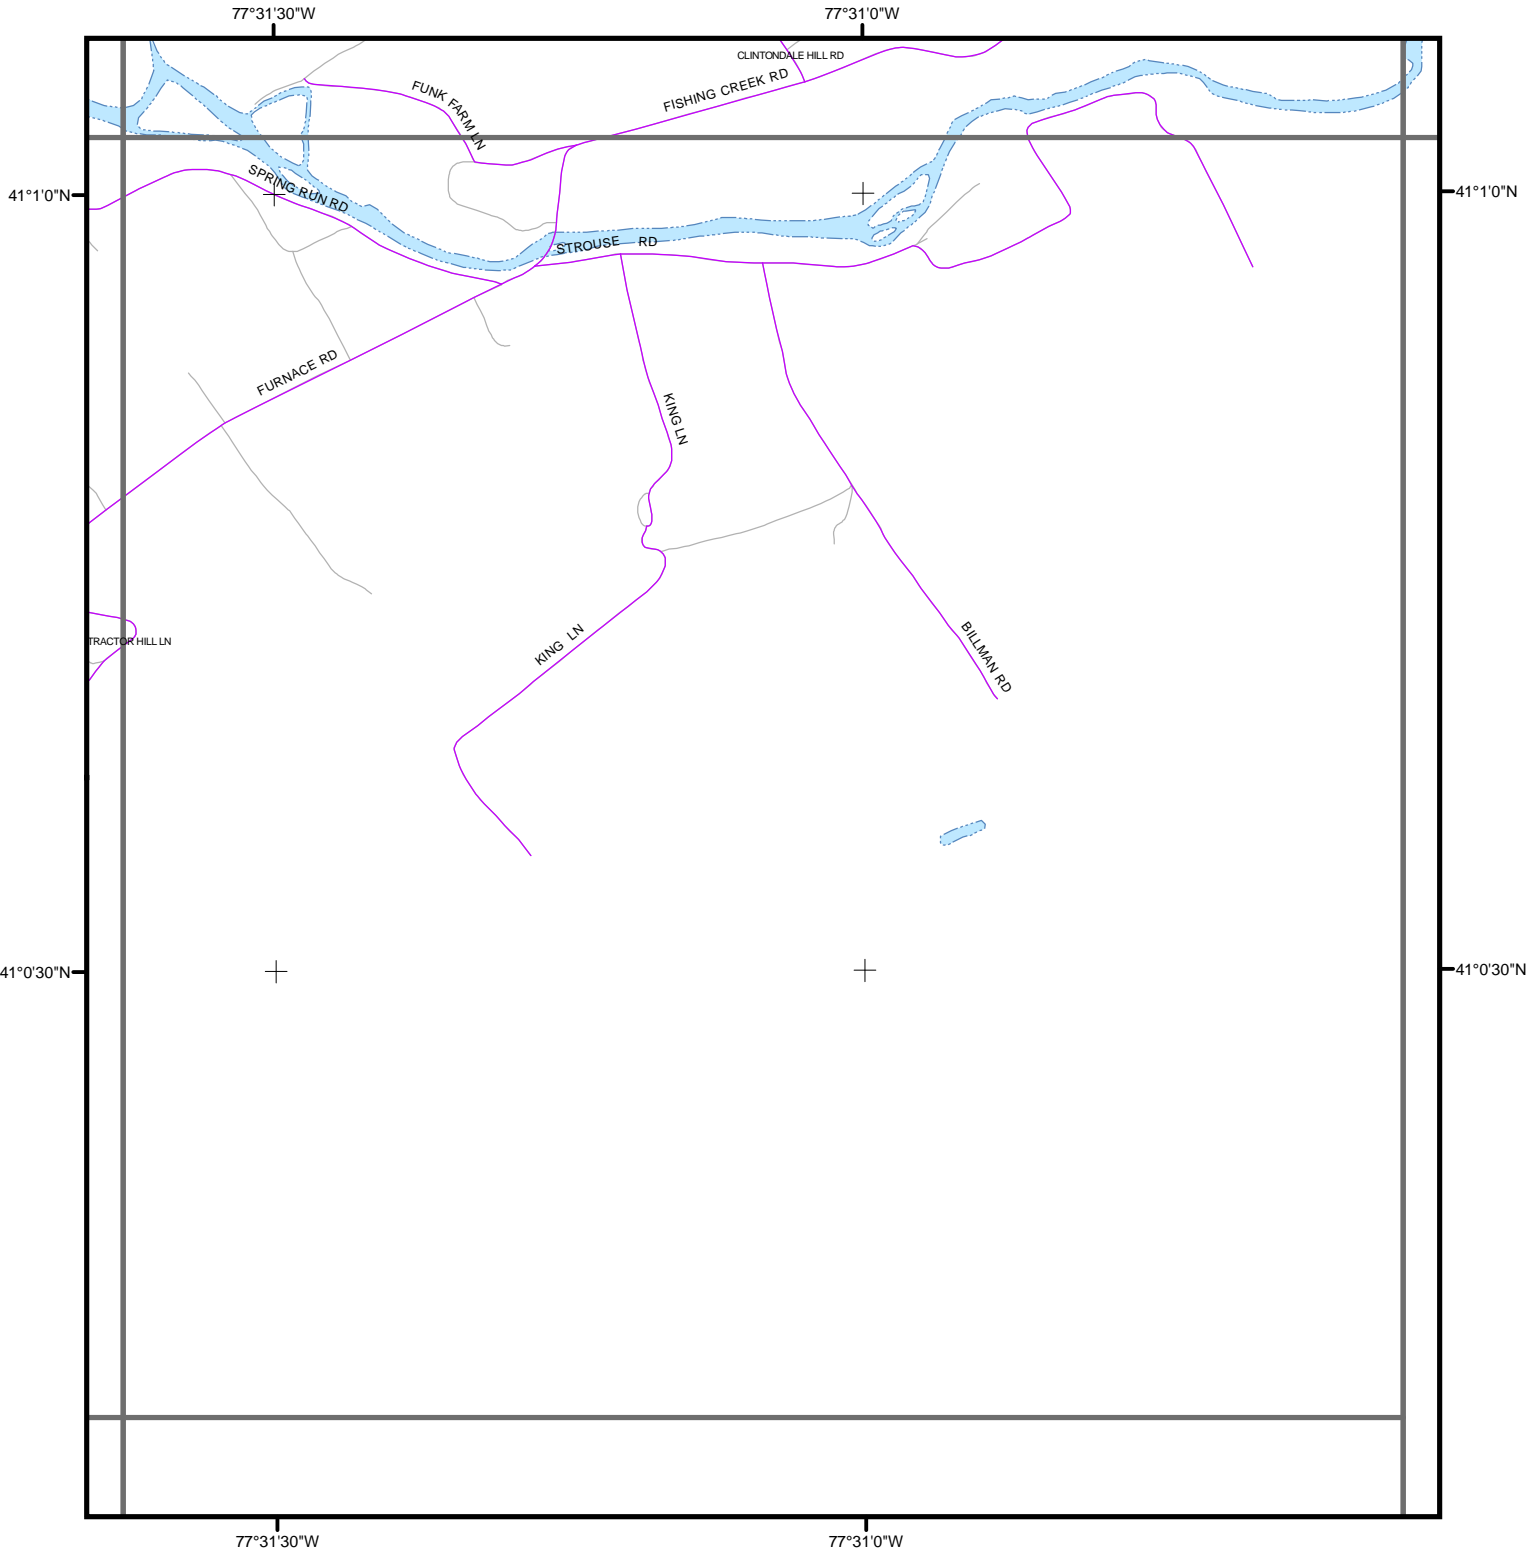 77°31'30"W
77°31'0"W
CLINTONDALE HILL RD
FUNK FARM LN
FISHING CREEK RD
41°1'0"N
SPRING RUN RD
41°1'0"N
STROUSE RD
FURNACE RD
KING LN
TRACTOR HILL LN
KING LN
BILLMAN RD
41°0'30"N
41°0'30"N
77°31'30"W
77°31'0"W